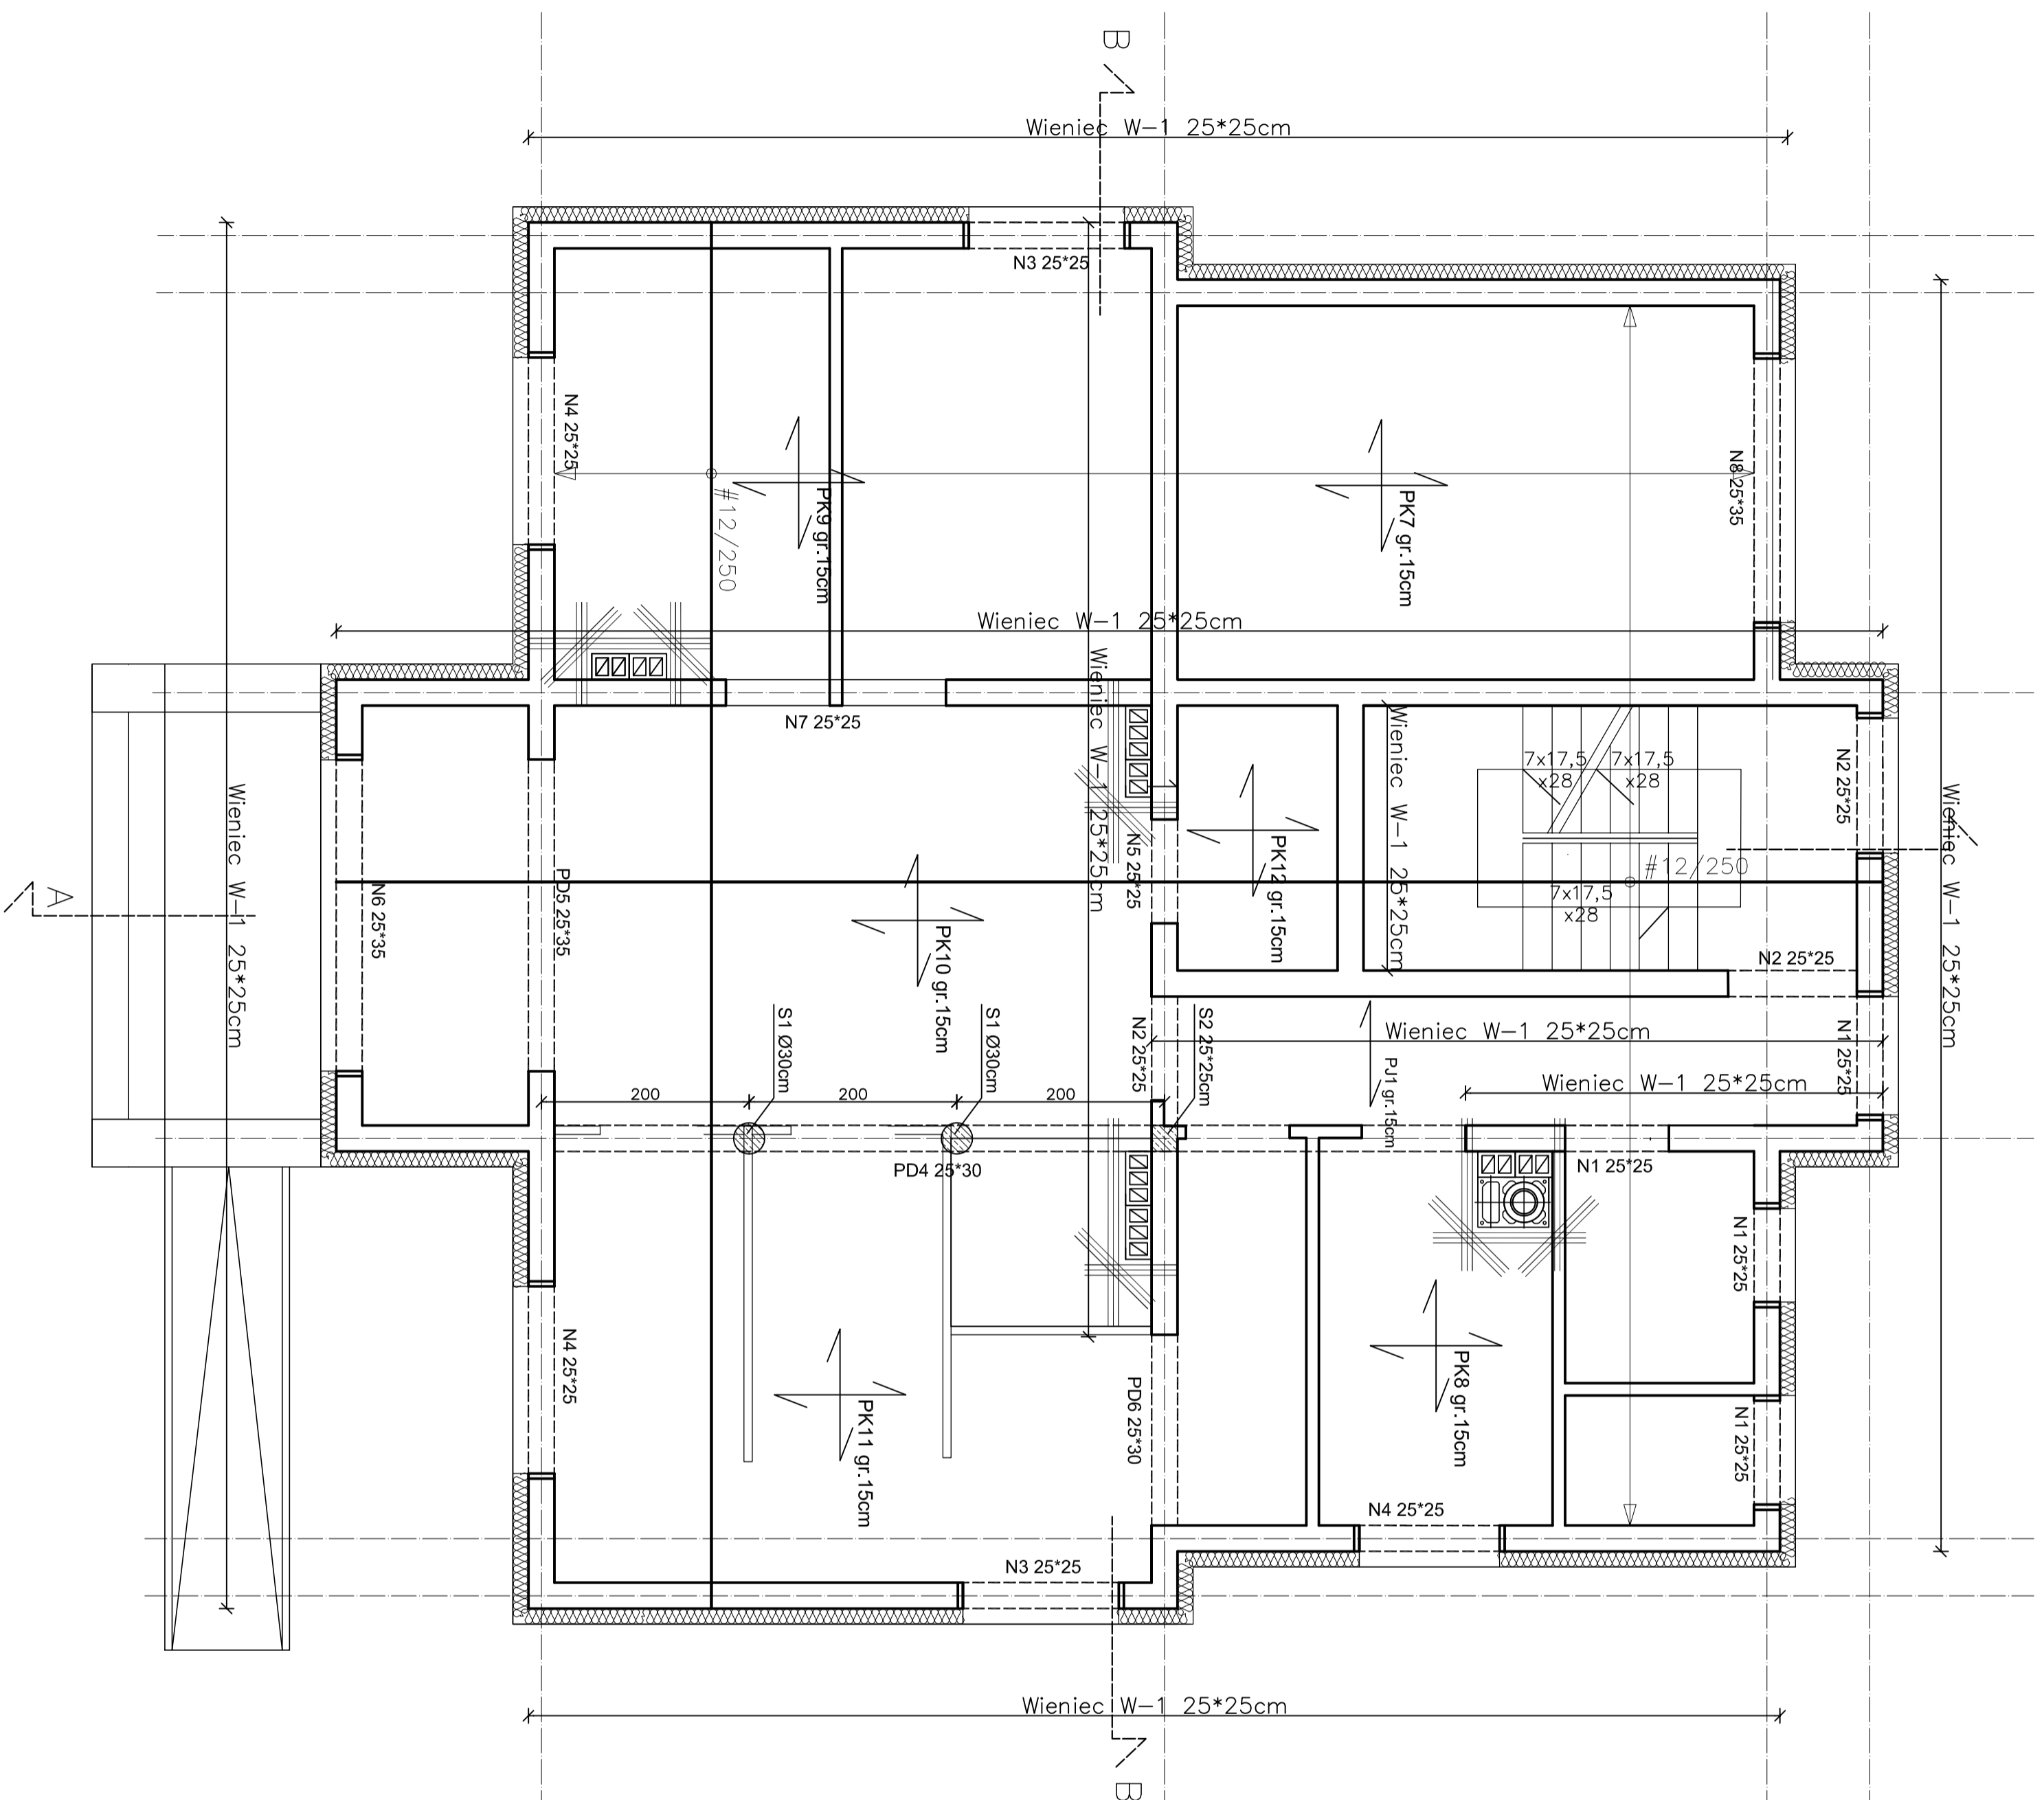 B
Wieniec W-1 25*25cm
N3 25*25
N4 25*25
PK9 gr.15cm
#12/250
PK7 gr.15cm
N8 25*35
Wieniec W-1 25*25cm
Wieniec W-1 25*25cm
N7 25*25
Wieniec W-1 25*25cm
7x17,5
x28
7x17,5
x28
N2 25*25
Wieniec W-1 25*25cm
Wieniec W-1 25*25cm
A
N6 25*35
PD5 25*35
PK10 gr.15cm
N5 25*25
PK12 gr.15cm
#12/250
7x17,5
x28
N2 25*25
S1 Ø30cm
S1 Ø30cm
N2 25*25
S2 25*25cm
Wieniec W-1 25*25cm
PJ1 gr.15cm
N1 25*25
Wieniec W-1 25*25cm
200
200
200
PD4 25*30
N1 25*25
N1 25*25
N4 25*25
PK11 gr.15cm
PD6 25*30
PK8 gr.15cm
N1 25*25
N4 25*25
N3 25*25
Wieniec W-1 25*25cm
B